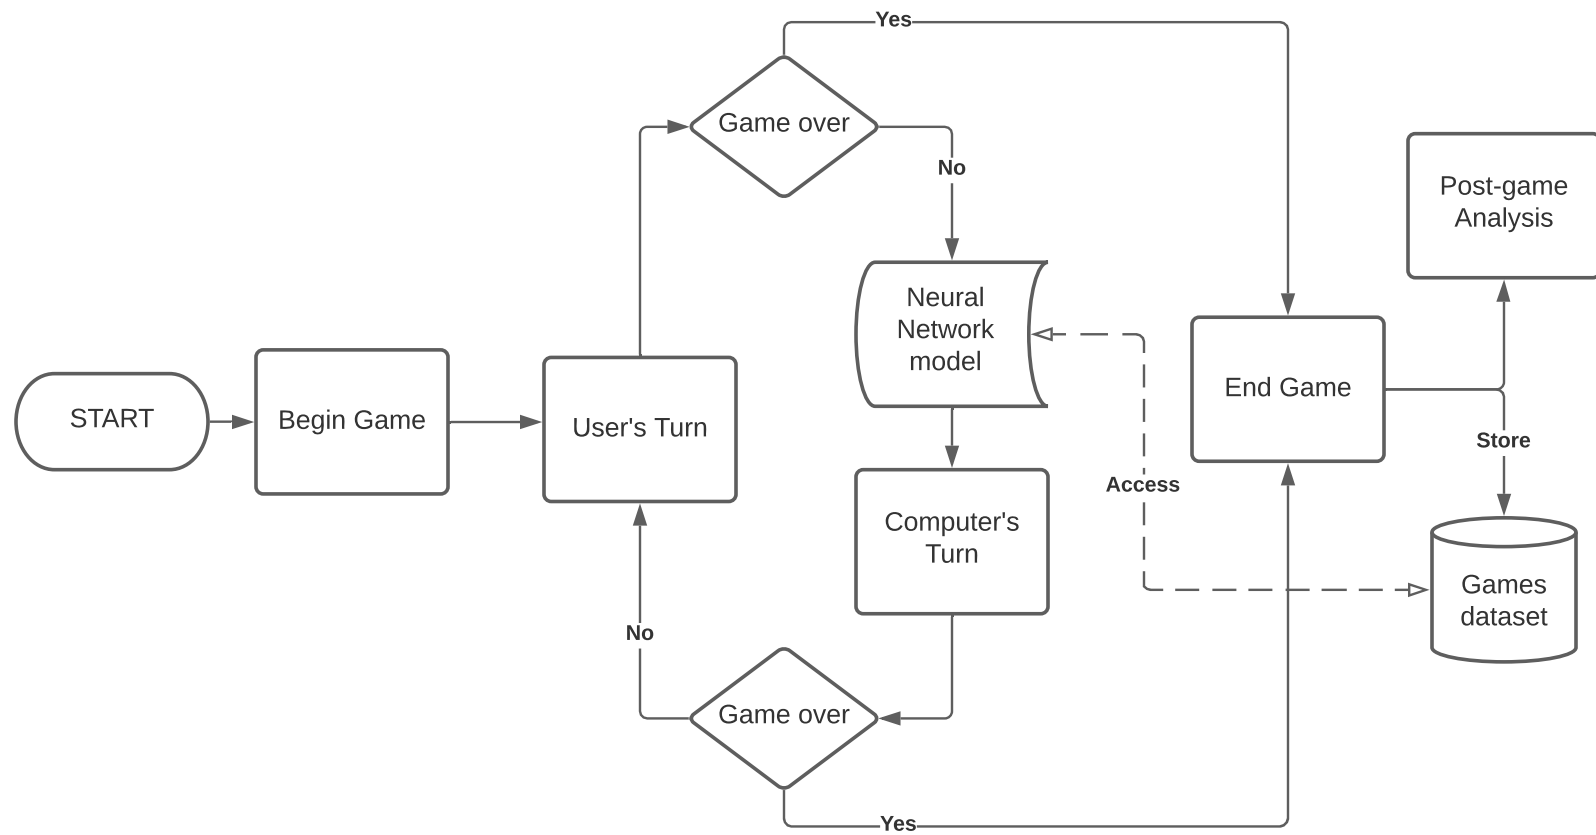 Yes
Game over
No
Post-game
Analysis
Neural
Network
model
START
Begin Game
User's Turn
End Game
Store
Access
Computer's
Turn
Games
dataset
No
Game over
Yes